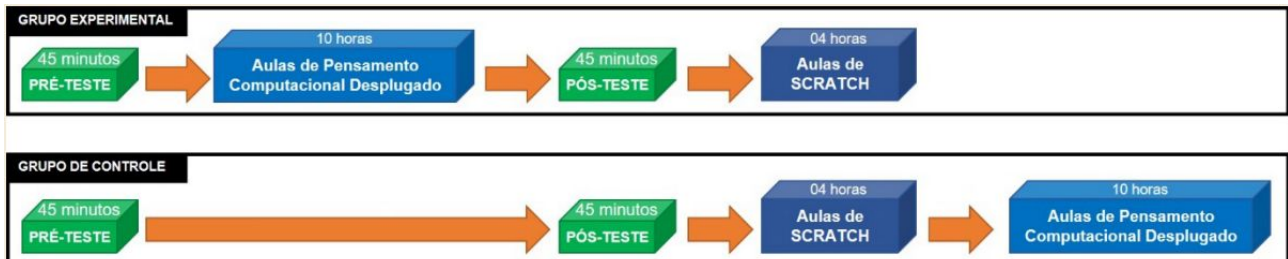 GRUPO EXPERIMENTAL
45 minutos
PRÉ-TESTE
10 horas
Aulas de Pensamento
Computacional Desplugado
45 minutos
PÓS-TESTE
04 horas
Aulas de
SCRATCH
GRUPO DE CONTROLE
45 minutos
PRÉ-TESTE
45 minutos
PÓS-TESTE
04 horas
Aulas de
SCRATCH
10 horas
Aulas de Pensamento
Computacional Desplugado